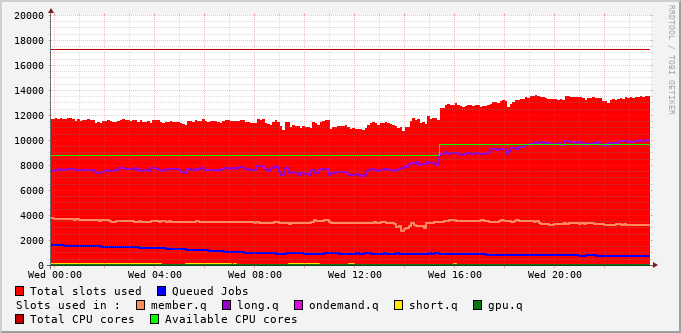 20000
18000
16000
14000
12000
10000
8000
6000
4000
2000
0
Wed 00:00 Wed 04:00 Wed 08:00 Wed 12:00 Wed 16:00 Wed 20:00
Total slots used Queued Jobs
Slots used in : member.q long.q ondemand.q short.q gpu.q
Total CPU cores Available CPU cores
RRDTOOL / TOBI OETIKER